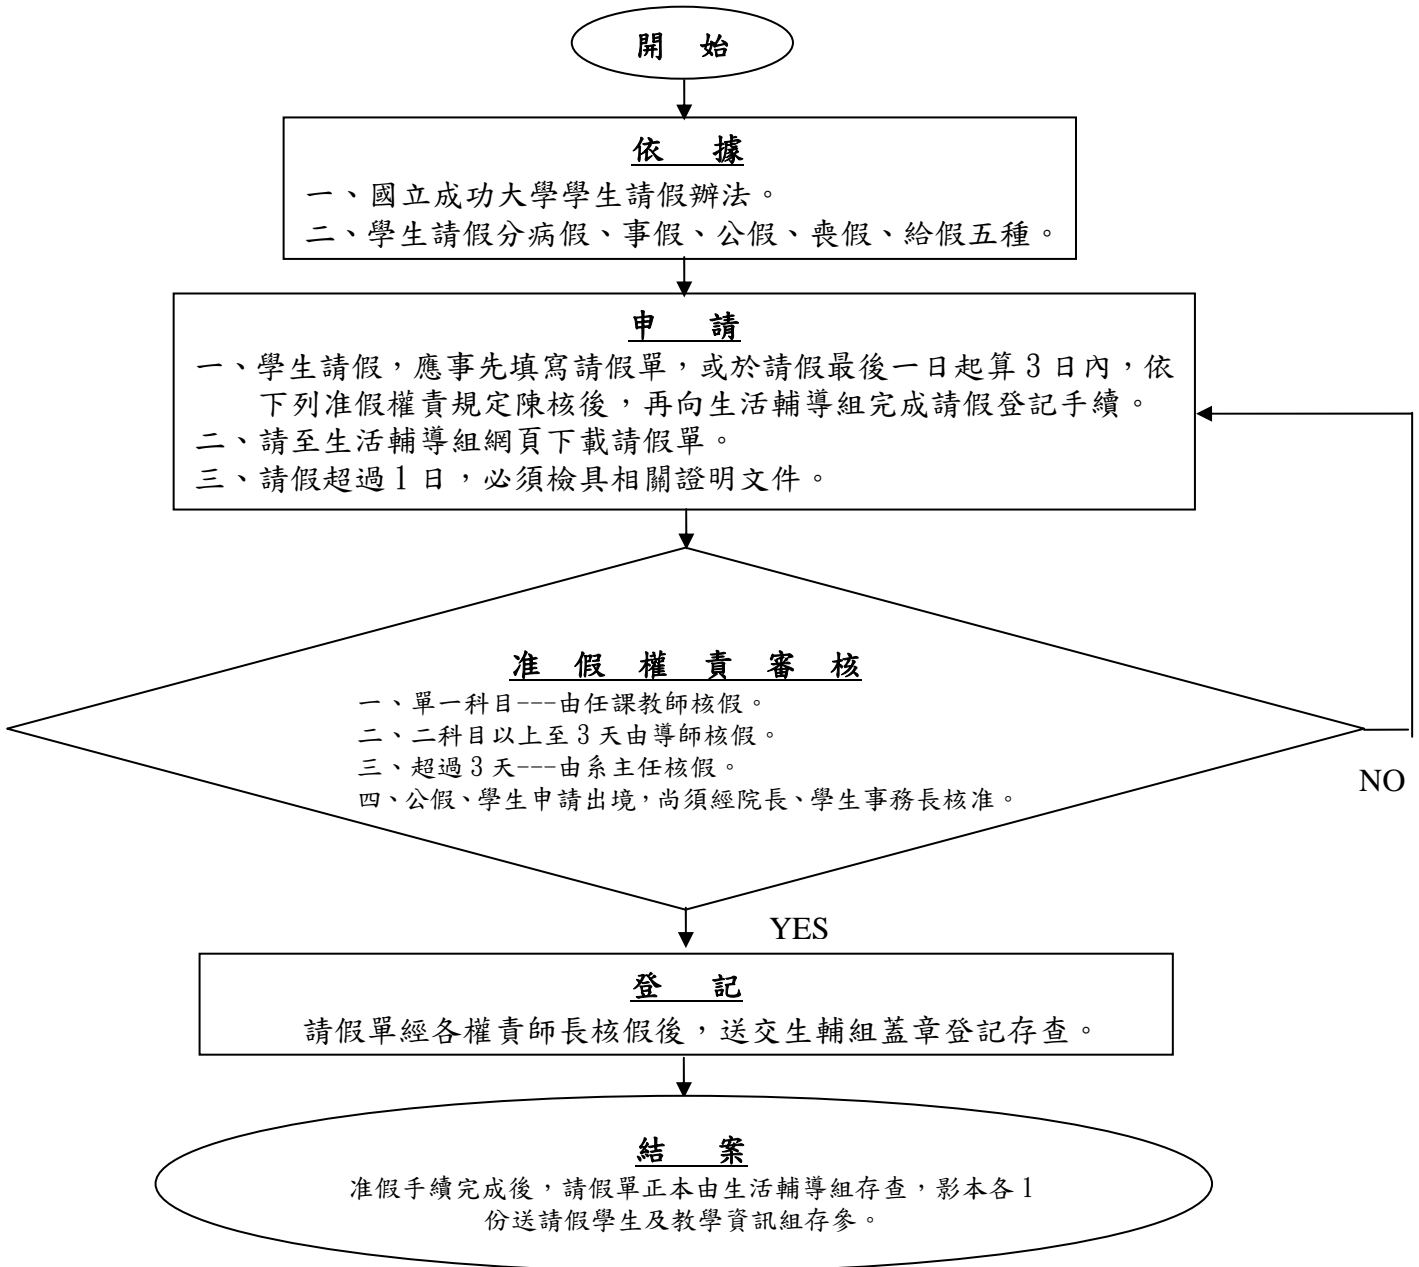 開 始
依 據
一、國立成功大學學生請假辦法。
二、學生請假分病假、事假、公假、喪假、給假五種。
申 請
一、學生請假，應事先填寫請假單，或於請假最後一日起算 3 日內，依
下列准假權責規定陳核後，再向生活輔導組完成請假登記手續。
二、請至生活輔導組網頁下載請假單。
三、請假超過 1 日，必須檢具相關證明文件。
准 假 權 責 審 核
一、單一科目---由任課教師核假。
二、二科目以上至 3 天由導師核假。
三、超過 3 天---由系主任核假。
四、公假、學生申請出境，尚須經院長、學生事務長核准。
NO
YES
登 記
請假單經各權責師長核假後，送交生輔組蓋章登記存查。
結 案
准假手續完成後，請假單正本由生活輔導組存查，影本各 1
份送請假學生及教學資訊組存參。